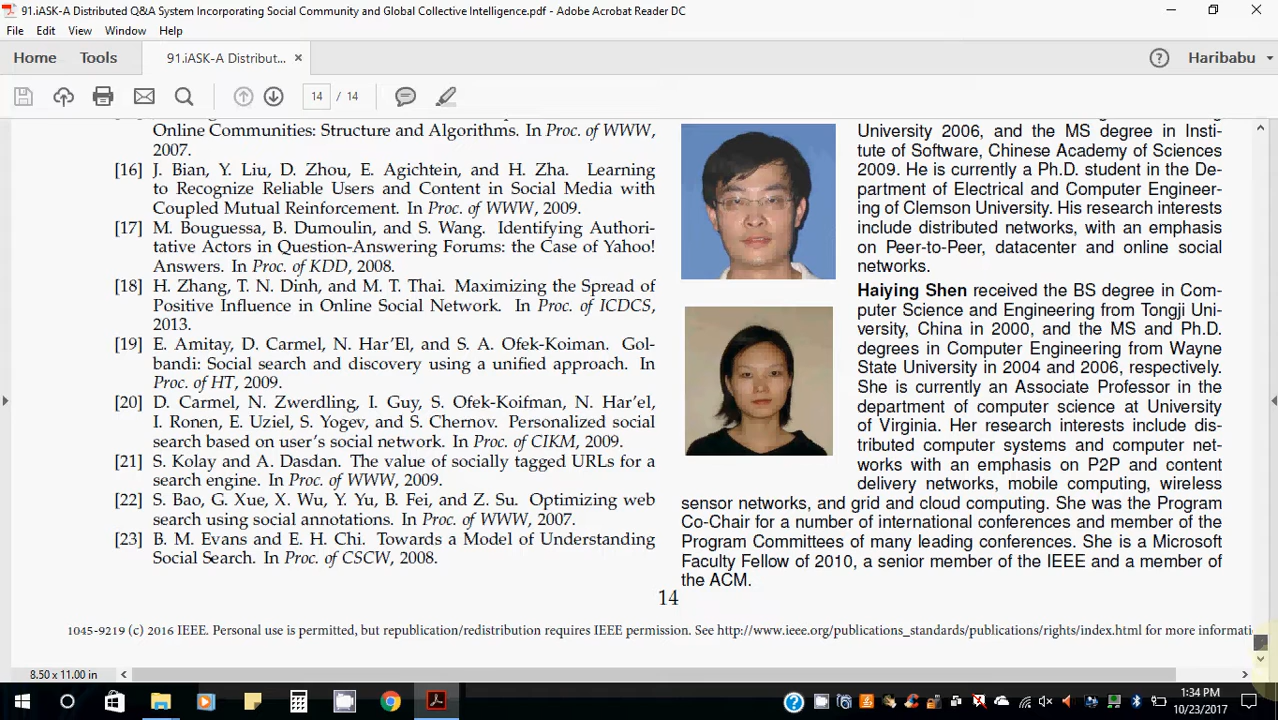 91.iASK-A Distributed Q&A System Incorporating Social Community and Global Collective Intelligence.pdf - Adobe Acrobat Reader DC
File Edit View Window Help
Home Tools 91.iASK-A Distribut... × Haribabu
14 / 14
Online Communities: Structure and Algorithms. In Proc. of WWW,
2007.
[16] J. Bian, Y. Liu, D. Zhou, E. Agichtein, and H. Zha. Learning
to Recognize Reliable Users and Content in Social Media with
Coupled Mutual Reinforcement. In Proc. of WWW, 2009.
[17] M. Bouguessa, B. Dumoulin, and S. Wang. Identifying Authori-
tative Actors in Question-Answering Forums: the Case of Yahoo!
Answers. In Proc. of KDD, 2008.
[18] H. Zhang, T. N. Dinh, and M. T. Thai. Maximizing the Spread of
Positive Influence in Online Social Network. In Proc. of ICDCS,
2013.
[19] E. Amitay, D. Carmel, N. Har'El, and S. A. Ofek-Koiman. Gol-
bandi: Social search and discovery using a unified approach. In
Proc. of HT, 2009.
[20] D. Carmel, N. Zwerdling, I. Guy, S. Ofek-Koifman, N. Har'el,
I. Ronen, E. Uziel, S. Yogev, and S. Chernov. Personalized social
search based on user's social network. In Proc. of CIKM, 2009.
[21] S. Kolay and A. Dasdan. The value of socially tagged URLs for a
search engine. In Proc. of WWW, 2009.
[22] S. Bao, G. Xue, X. Wu, Y. Yu, B. Fei, and Z. Su. Optimizing web
search using social annotations. In Proc. of WWW, 2007.
[23] B. M. Evans and E. H. Chi. Towards a Model of Understanding
Social Search. In Proc. of CSCW, 2008.
University 2006, and the MS degree in Insti-
tute of Software, Chinese Academy of Sciences
2009. He is currently a Ph.D. student in the De-
partment of Electrical and Computer Engineer-
ing of Clemson University. His research interests
include distributed networks, with an emphasis
on Peer-to-Peer, datacenter and online social
networks.
Haiying Shen received the BS degree in Com-
puter Science and Engineering from Tongji Uni-
versity, China in 2000, and the MS and Ph.D.
degrees in Computer Engineering from Wayne
State University in 2004 and 2006, respectively.
She is currently an Associate Professor in the
department of computer science at University
of Virginia. Her research interests include dis-
tributed computer systems and computer net-
works with an emphasis on P2P and content
delivery networks, mobile computing, wireless
sensor networks, and grid and cloud computing. She was the Program
Co-Chair for a number of international conferences and member of the
Program Committees of many leading conferences. She is a Microsoft
Faculty Fellow of 2010, a senior member of the IEEE and a member of
the ACM.
14
1045-9219 (c) 2016 IEEE. Personal use is permitted, but republication/redistribution requires IEEE permission. See http://www.ieee.org/publications_standards/publications/rights/index.html for more informati
8.50 x 11.00 in
1:34 PM
10/23/2017